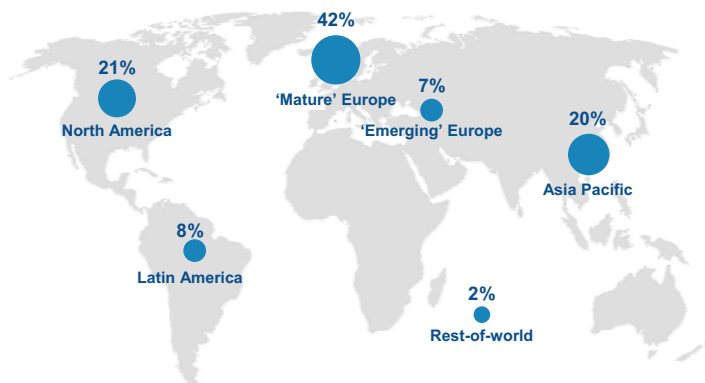 42%
'Mature' Europe
21%
North America
7%
'Emerging' Europe
20%
Asia Pacific
8%
Latin America
2%
Rest-of-world